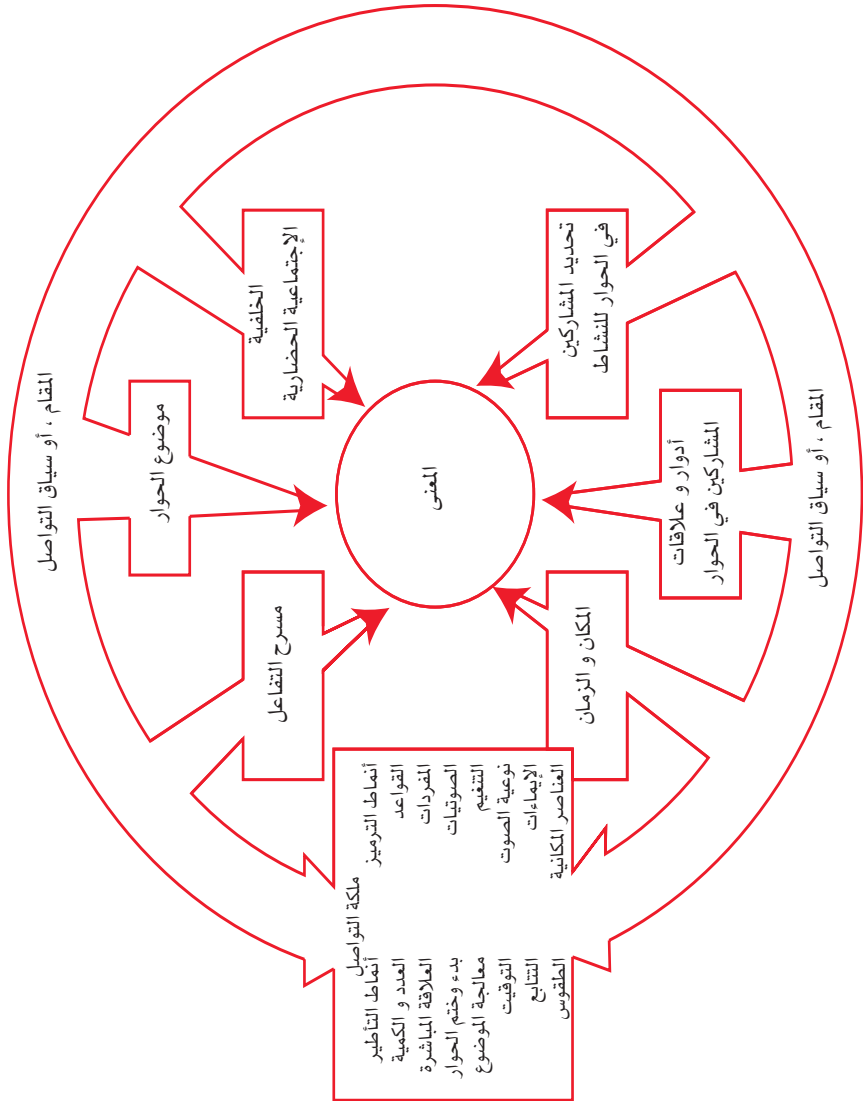 المقام ، أو سياق التواصل
موضوع الحوار
الخلفية
الإجتماعية الحضارية
مسرح التفاعل
ملكة التواصل
أنماط الترميز
القواعد
المفردات
الصوتيات
التنغيم
نوعية الصوت
الإيماءات
العناصر المكانية
أنماط التأطير
العدد و الكمية
العلاقة المباشرة
بدء وختم الحوار
معالجة الموضوع
التوقيت
التتابع
الطقوس
المعنى
تحديد المشاركين
في الحوار للنشاط
المكان و الزمان
أدوار و علاقات
المشاركين في الحوار
المقام ، أو سياق التواصل